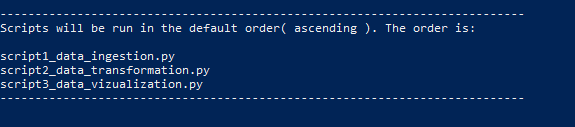 ---------------------------------------------------------------------------
Scripts will be run in the default order( ascending ). The order is:
script1_data_ingestion.py
script2_data_transformation.py
script3_data_vizualization.py
---------------------------------------------------------------------------